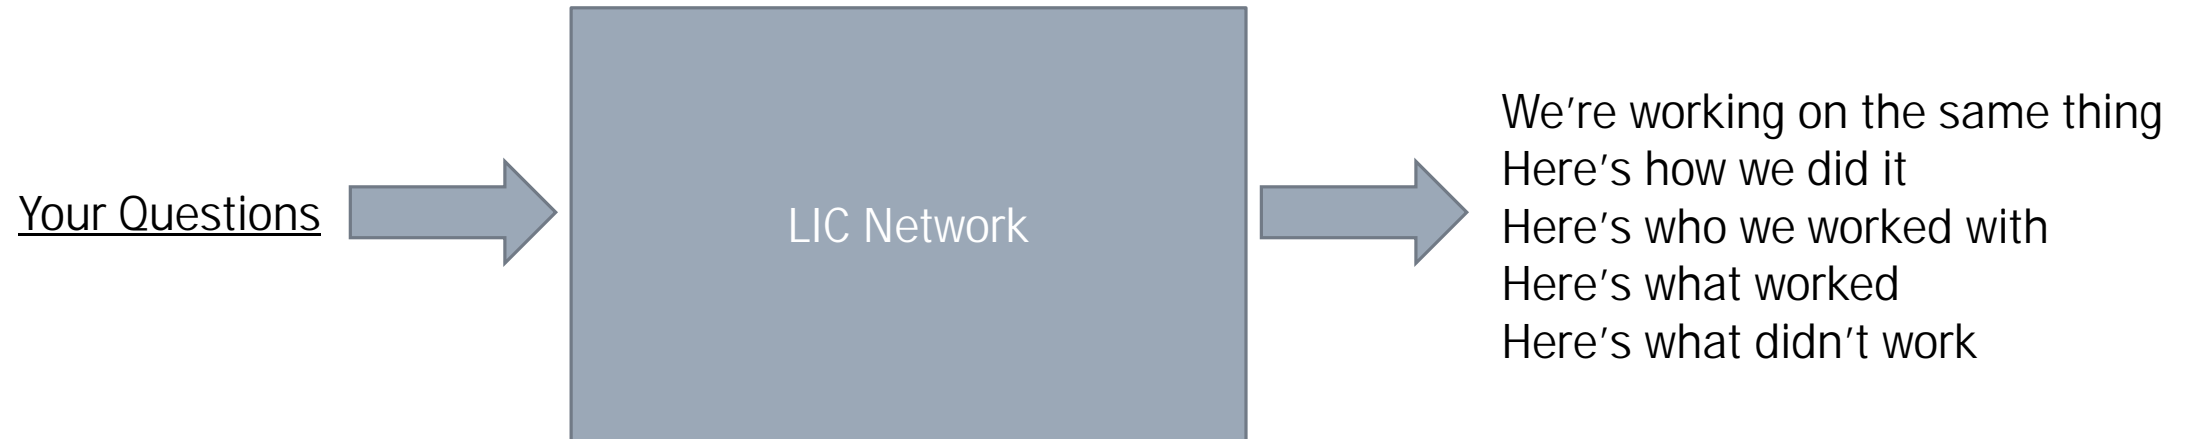 Your Questions
LIC Network
We're working on the same thing
Here's how we did it
Here's who we worked with
Here's what worked
Here's what didn't work